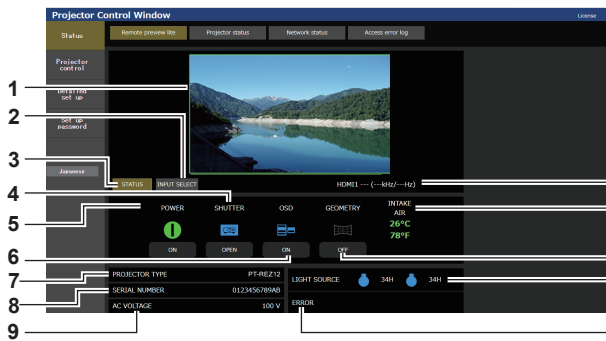 Projector Control Window
License
Status
Remote preview lite
Projector status
Network status
Access error log
Projector
control
Detailed
set up
Set up
password
Japanese
1
2
3
4
5
6
7
8
9
STATUS
INPUT SELECT
HDMI1 --- (---kHz/---Hz)
POWER
SHUTTER
OSD
GEOMETRY
INTAKE
AIR
26°C
78°F
ON
OPEN
ON
OFF
PROJECTOR TYPE PT-REZ12
SERIAL NUMBER 0123456789AB
AC VOLTAGE 100 V
LIGHT SOURCE 34H 34H
ERROR